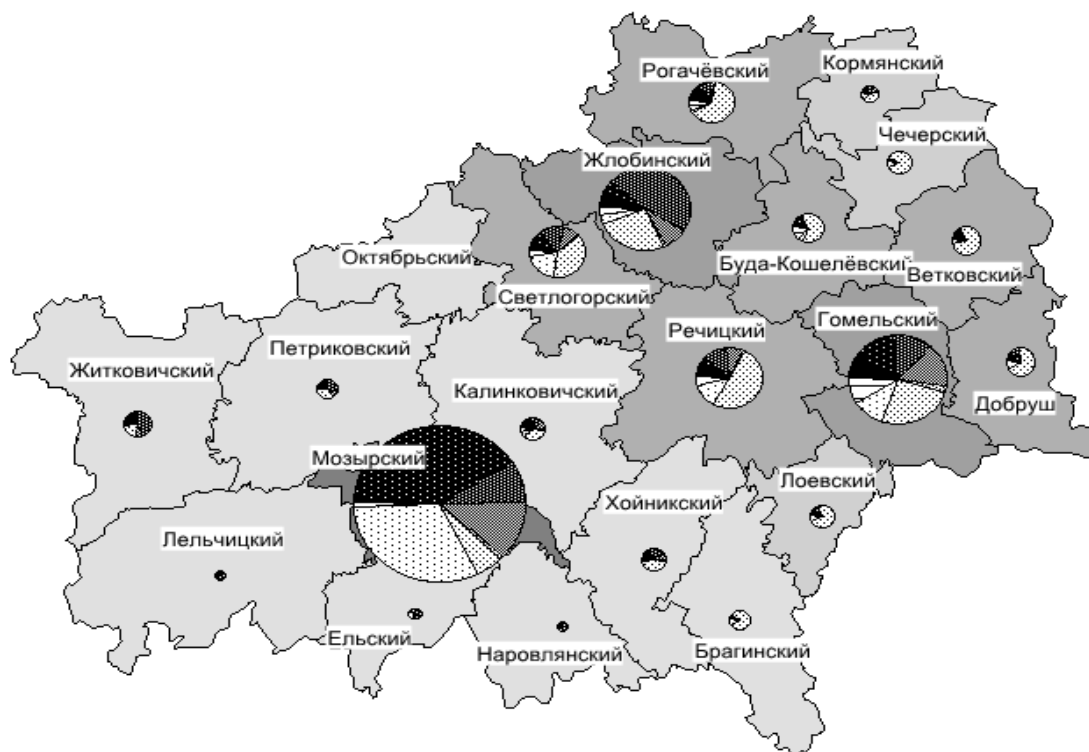 Рогачёвский
Кормянский
Чечерский
Жлобинский
Октябрьский
Буда-Кошелёвский
Ветковский
Светлогорский
Гомельский
Речицкий
Петриковский
Житковичский
Калинковичский
Добруш
Мозырский
Лоевский
Хойникский
Лельчицкий
Ельский
Наровлянский
Брагинский